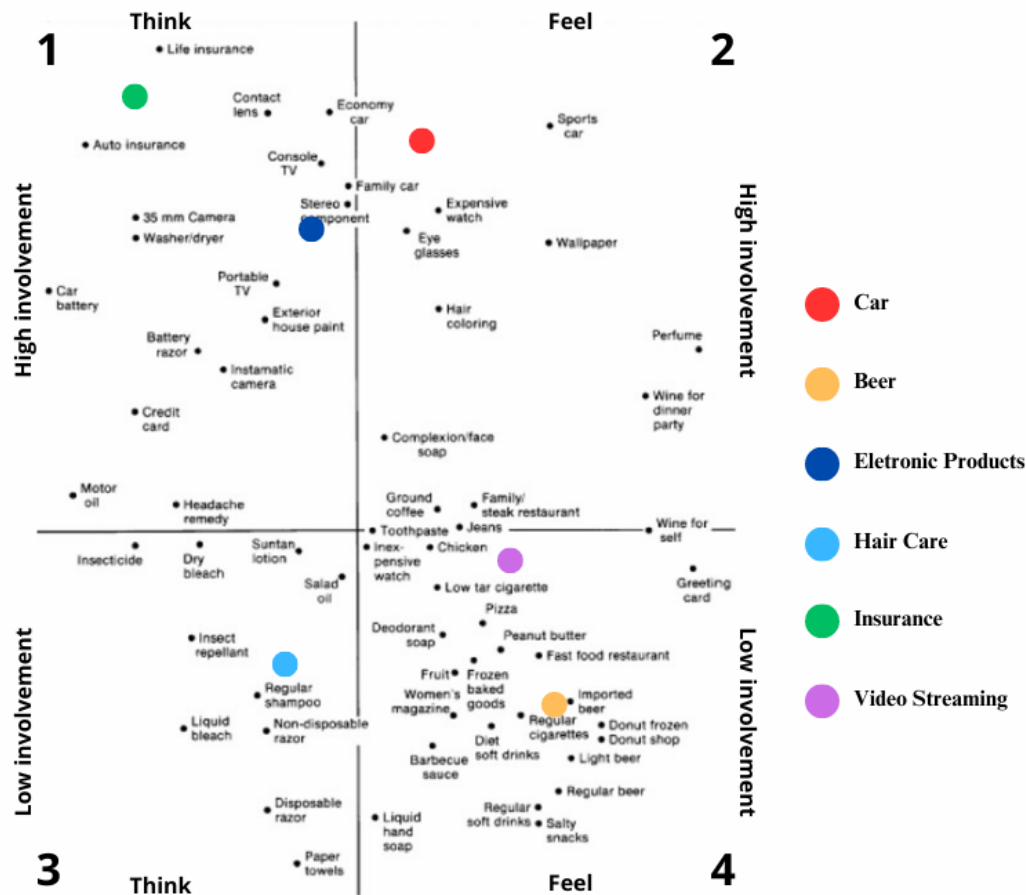 Think
Feel
1
2
Life insurance
Contact
lens
Economy
car
Sports
car
Auto insurance
Console
TV
Family car
Stereo
component
Expensive
watch
35 mm Camera
Washer/dryer
Eye
glasses
Wallpaper
High involvement
High involvement
Car
battery
Portable
TV
Exterior
house paint
Hair
coloring
Battery
razor
Instamatic
camera
Perfume
Credit
card
Wine for
dinner
party
Complexion/face
soap
Motor
oil
Headache
remedy
Ground
coffee
Family/
steak restaurant
Toothpaste
Jeans
Wine for
self
Insecticide
Dry
bleach
Suntan
lotion
Inex-
pensive
watch
Chicken
Salad
oil
Low tar cigarette
Greeting
card
Pizza
Deodorant
soap
Peanut butter
Insect
repellant
Fast food restaurant
Fruit
Frozen
baked
goods
Regular
shampoo
Women's
magazine
Imported
beer
Liquid
bleach
Non-disposable
razor
Regular
cigarettes
Donut frozen
Donut shop
Diet
soft drinks
Barbecue
sauce
Light beer
Low involvement
Low involvement
Regular beer
Disposable
razor
Liquid
hand
soap
Regular
soft drinks
Salty
snacks
Paper
towels
3
4
Think
Feel
Car
Beer
Eletronic Products
Hair Care
Insurance
Video Streaming